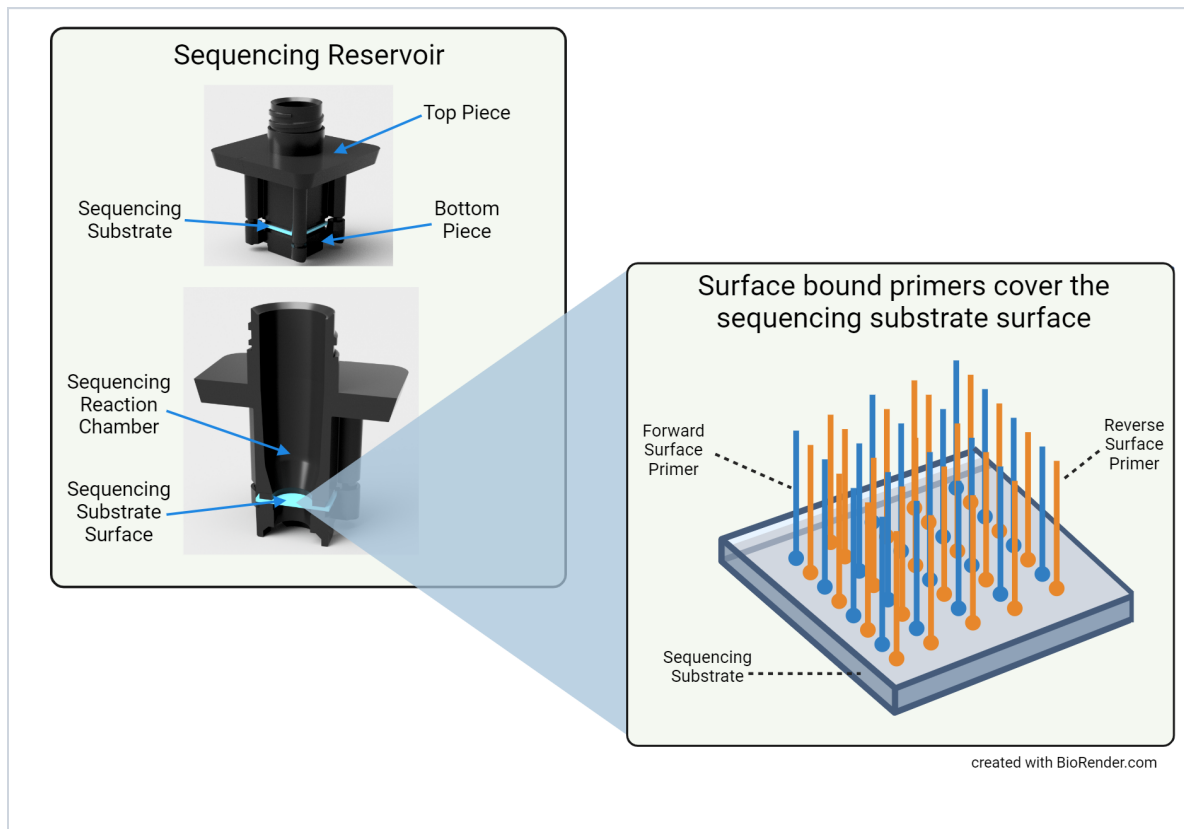 Sequencing Reservoir
Top Piece
Sequencing
Substrate
Bottom
Piece
Sequencing
Reaction
Chamber
Sequencing
Substrate
Surface
Surface bound primers cover the
sequencing substrate surface
Forward
Surface
Primer
Reverse
Surface
Primer
Sequencing
Substrate
created with BioRender.com